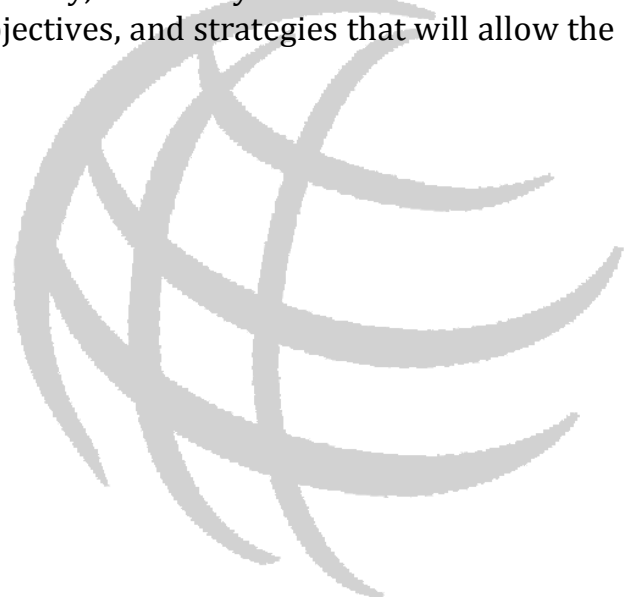 jectives, and strategies that will allow the